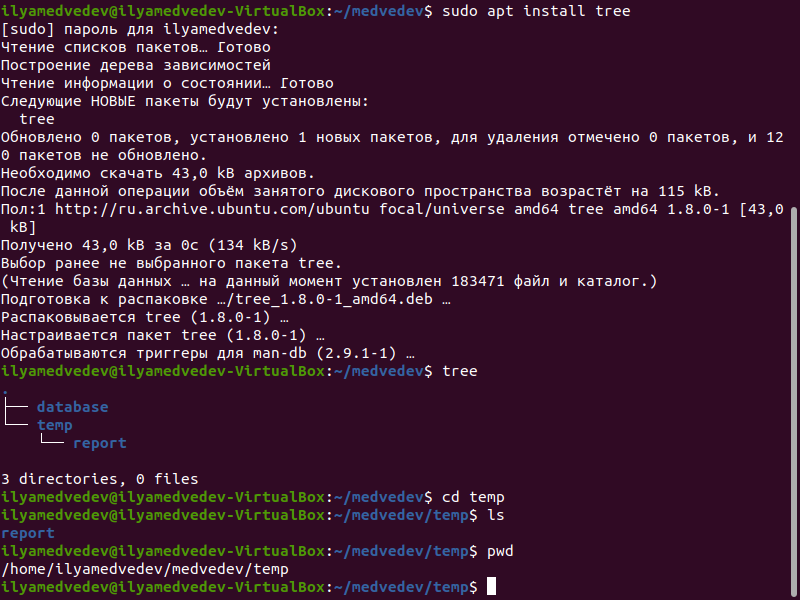 ilyamedvedev@ilyamedvedev-VirtualBox:~/medvedev$ sudo apt install tree
[sudo] пароль для ilyamedvedev:
Чтение списков пакетов… Готово
Построение дерева зависимостей
Чтение информации о состоянии… Готово
Следующие НОВЫЕ пакеты будут установлены:
  tree
Обновлено 0 пакетов, установлено 1 новых пакетов, для удаления отмечено 0 пакетов, и 12
0 пакетов не обновлено.
Необходимо скачать 43,0 kB архивов.
После данной операции объём занятого дискового пространства возрастёт на 115 kB.
Пол:1 http://ru.archive.ubuntu.com/ubuntu focal/universe amd64 tree amd64 1.8.0-1 [43,0
 kB]
Получено 43,0 kB за 0с (134 kB/s)
Выбор ранее не выбранного пакета tree.
(Чтение базы данных … на данный момент установлен 183471 файл и каталог.)
Подготовка к распаковке …/tree_1.8.0-1_amd64.deb …
Распаковывается tree (1.8.0-1) …
Настраивается пакет tree (1.8.0-1) …
Обрабатываются триггеры для man-db (2.9.1-1) …
ilyamedvedev@ilyamedvedev-VirtualBox:~/medvedev$ tree
.
├── database
└── temp
    └── report

3 directories, 0 files
ilyamedvedev@ilyamedvedev-VirtualBox:~/medvedev$ cd temp
ilyamedvedev@ilyamedvedev-VirtualBox:~/medvedev/temp$ ls
report
ilyamedvedev@ilyamedvedev-VirtualBox:~/medvedev/temp$ pwd
/home/ilyamedvedev/medvedev/temp
ilyamedvedev@ilyamedvedev-VirtualBox:~/medvedev/temp$